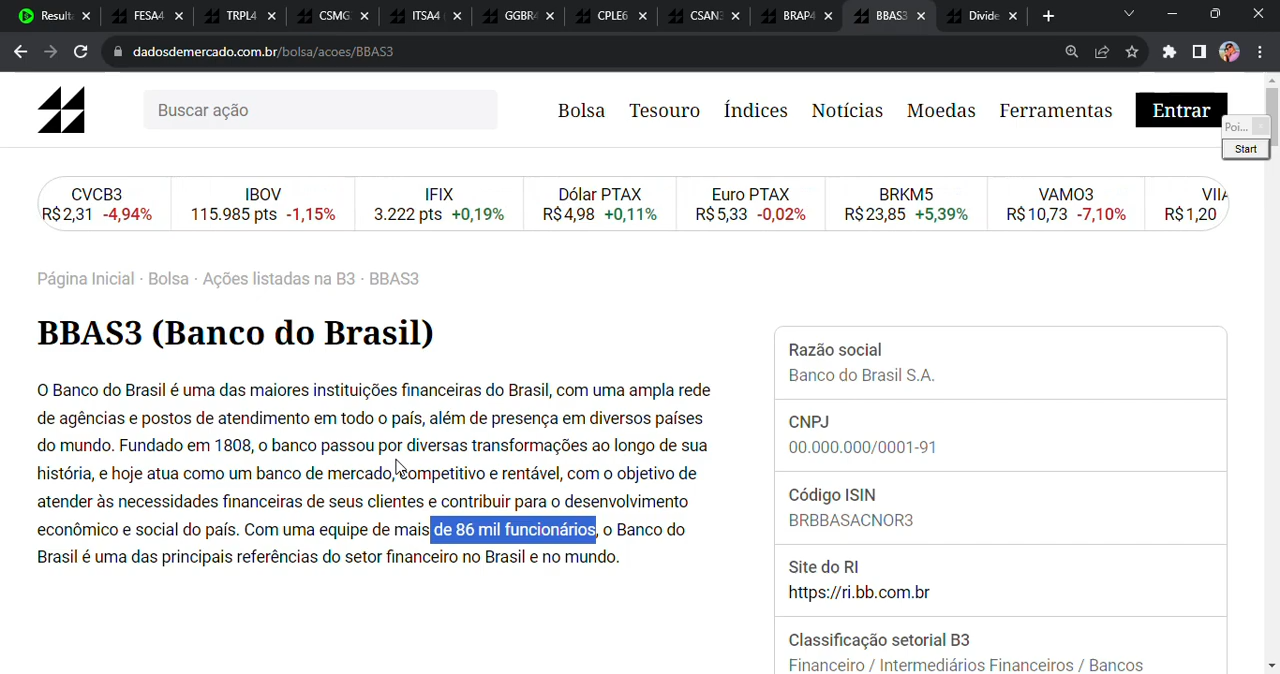 Result
FESA4
TRPL4
CSMG
ITSA4
GGBR
CPLE6
CSAN
BRAP
BBAS3
Divide
dadosdemercado.com.br/bolsa/acoes/BBAS3
Buscar ação
Bolsa Tesouro Índices Notícias Moedas Ferramentas Entrar
Poi...
Start
CVCB3 IBOV IFIX Dólar PTAX Euro PTAX BRKM5 VAMO3 VIIA
R$2,31 -4,94% 115.985 pts -1,15% 3.222 pts +0,19% R$4,98 +0,11% R$5,33 -0,02% R$23,85 +5,39% R$10,73 -7,10% R$1,20
Página Inicial · Bolsa · Ações listadas na B3 · BBAS3
BBAS3 (Banco do Brasil)
O Banco do Brasil é uma das maiores instituições financeiras do Brasil, com uma ampla rede
de agências e postos de atendimento em todo o país, além de presença em diversos países
do mundo. Fundado em 1808, o banco passou por diversas transformações ao longo de sua
história, e hoje atua como um banco de mercado, competitivo e rentável, com o objetivo de
atender às necessidades financeiras de seus clientes e contribuir para o desenvolvimento
econômico e social do país. Com uma equipe de mais de 86 mil funcionários, o Banco do
Brasil é uma das principais referências do setor financeiro no Brasil e no mundo.
Razão social
Banco do Brasil S.A.
CNPJ
00.000.000/0001-91
Código ISIN
BRBBASACNOR3
Site do RI
https://ri.bb.com.br
Classificação setorial B3
Financeiro / Intermediários Financeiros / Bancos